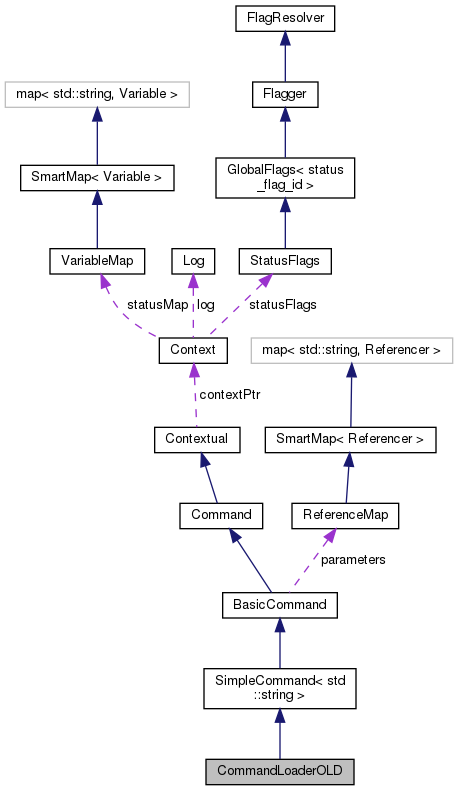 FlagResolver
map< std::string, Variable >
Flagger
SmartMap< Variable >
GlobalFlags< status
_flag_id >
VariableMap
Log
StatusFlags
statusMap
log
statusFlags
Context
map< std::string, Referencer >
contextPtr
Contextual
SmartMap< Referencer >
Command
ReferenceMap
parameters
BasicCommand
SimpleCommand< std
::string >
CommandLoaderOLD